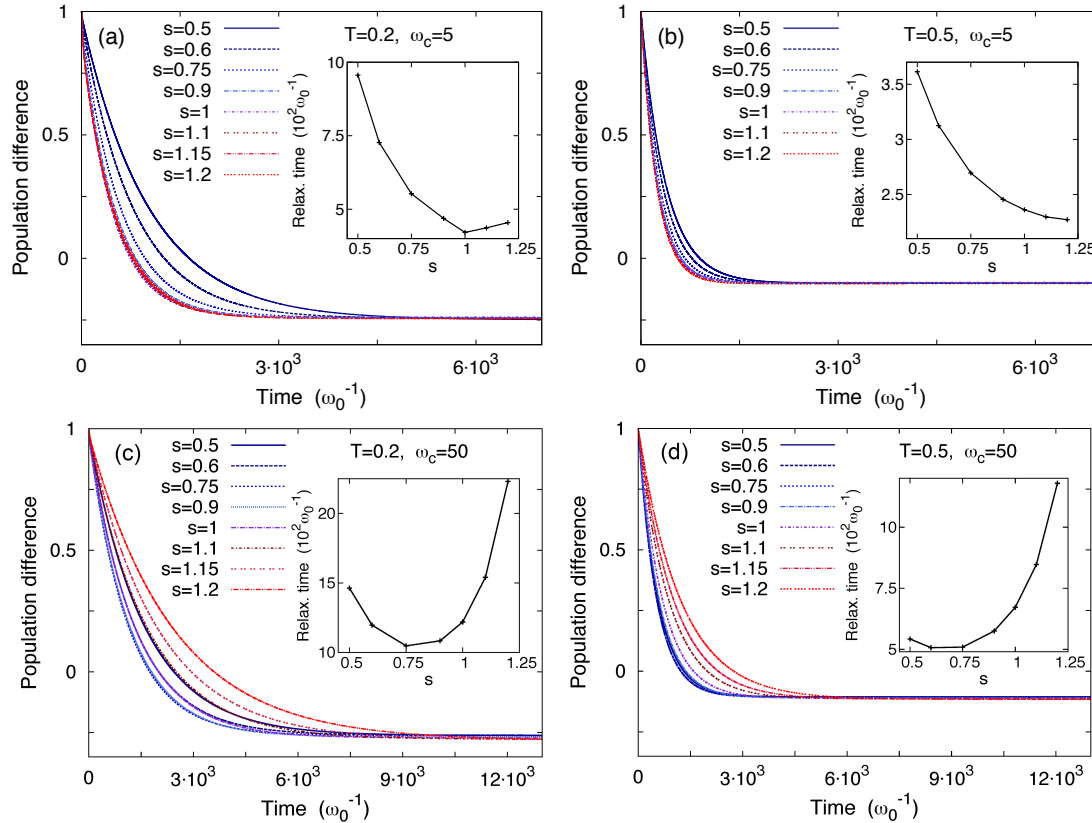 (a)
T=0.2, ω_c=5
s=0.5
s=0.6
s=0.75
s=0.9
s=1
s=1.1
s=1.15
s=1.2
Population difference
1
0.5
0
0
3·10³
6·10³
Time (ω₀⁻¹)
Relax. time (10²ω₀⁻¹)
10
7.5
5
0.5
0.75
1
1.25
s
(b)
T=0.5, ω_c=5
s=0.5
s=0.6
s=0.75
s=0.9
s=1
s=1.1
s=1.2
Population difference
1
0.5
0
0
3·10³
6·10³
Time (ω₀⁻¹)
Relax. time (10²ω₀⁻¹)
3.5
3
2.5
0.5
0.75
1
1.25
s
(c)
T=0.2, ω_c=50
s=0.5
s=0.6
s=0.75
s=0.9
s=1
s=1.1
s=1.15
s=1.2
Population difference
1
0.5
0
0
3·10³
6·10³
9·10³
12·10³
Time (ω₀⁻¹)
Relax. time (10²ω₀⁻¹)
20
15
10
0.5
0.75
1
1.25
s
(d)
T=0.5, ω_c=50
s=0.5
s=0.6
s=0.75
s=0.9
s=1
s=1.1
s=1.15
s=1.2
Population difference
1
0.5
0
0
3·10³
6·10³
9·10³
12·10³
Time (ω₀⁻¹)
Relax. time (10²ω₀⁻¹)
10
7.5
5
0.5
0.75
1
1.25
s